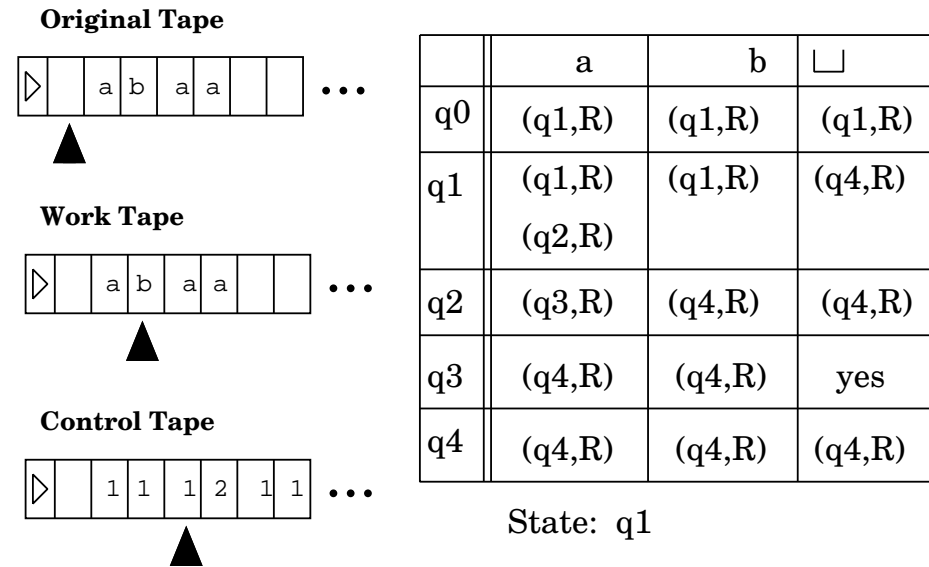 Original Tape
▷ a b a a ...
Work Tape
▷ a b a a ...
Control Tape
▷ 1 1 1 2 1 1 ...
a b ⊔
q0 (q1,R) (q1,R) (q1,R)
q1 (q1,R) (q1,R) (q4,R)
(q2,R)
q2 (q3,R) (q4,R) (q4,R)
q3 (q4,R) (q4,R) yes
q4 (q4,R) (q4,R) (q4,R)
State: q1